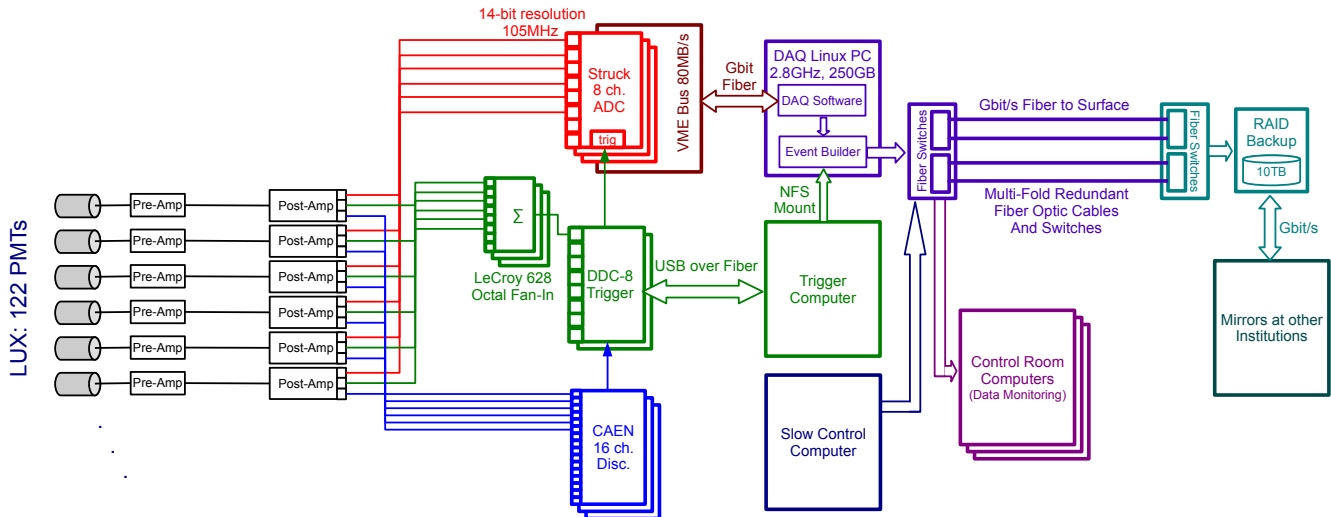 14-bit resolution
105MHz
Struck
8 ch.
ADC
trig
VME Bus 80MB/s
Gbit
Fiber
DAQ Linux PC
2.8GHz, 250GB
DAQ Software
Event Builder
Fiber Switches
Gbit/s Fiber to Surface
Multi-Fold Redundant
Fiber Optic Cables
And Switches
Fiber Switches
RAID
Backup
10TB
Gbit/s
Mirrors at other
Institutions
LUX: 122 PMTs
Pre-Amp
Post-Amp
Pre-Amp
Post-Amp
Pre-Amp
Post-Amp
Pre-Amp
Post-Amp
Pre-Amp
Post-Amp
Pre-Amp
Post-Amp
.
.
.
Σ
LeCroy 628
Octal Fan-In
DDC-8
Trigger
USB over Fiber
NFS
Mount
Trigger
Computer
CAEN
16 ch.
Disc.
Slow Control
Computer
Control Room
Computers
(Data Monitoring)